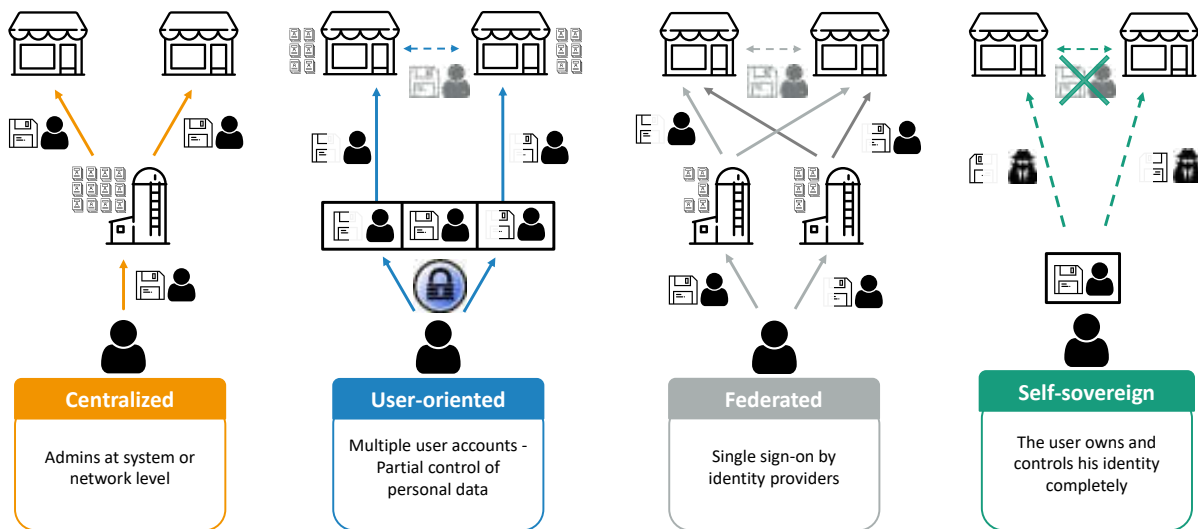 Centralized
Admins at system or
network level
User-oriented
Multiple user accounts -
Partial control of
personal data
Federated
Single sign-on by
identity providers
Self-sovereign
The user owns and
controls his identity
completely